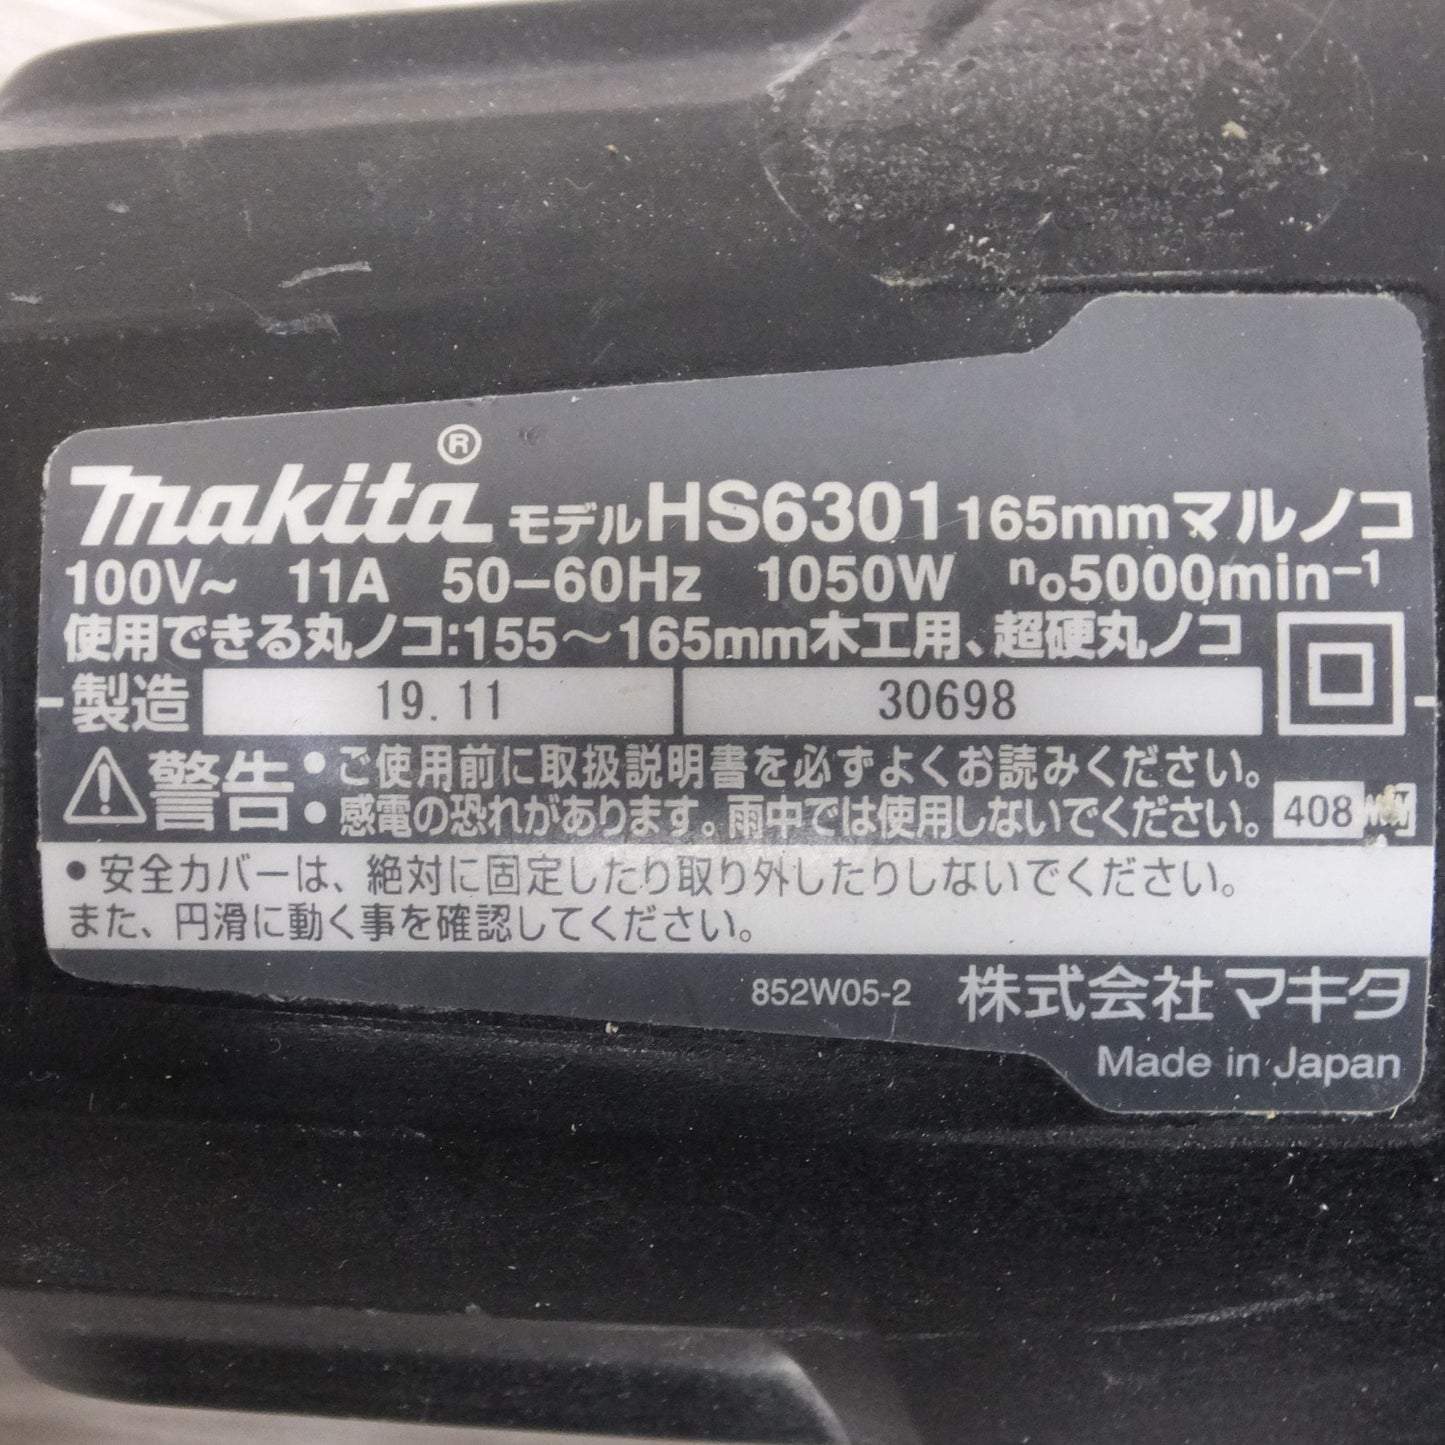 makita® モデルHS6301 165mmマルノコ
100V~ 11A 50-60Hz 1050W n₀5000min⁻¹
使用できる丸ノコ:155~165mm木工用、超硬丸ノコ
製造 19.11 30698
警告 •ご使用前に取扱説明書を必ずよくお読みください。
•感電の恐れがあります。雨中では使用しないでください。 408
•安全カバーは、絶対に固定したり取り外したりしないでください。
また、円滑に動く事を確認してください。
852W05-2 株式会社マキタ
Made in Japan